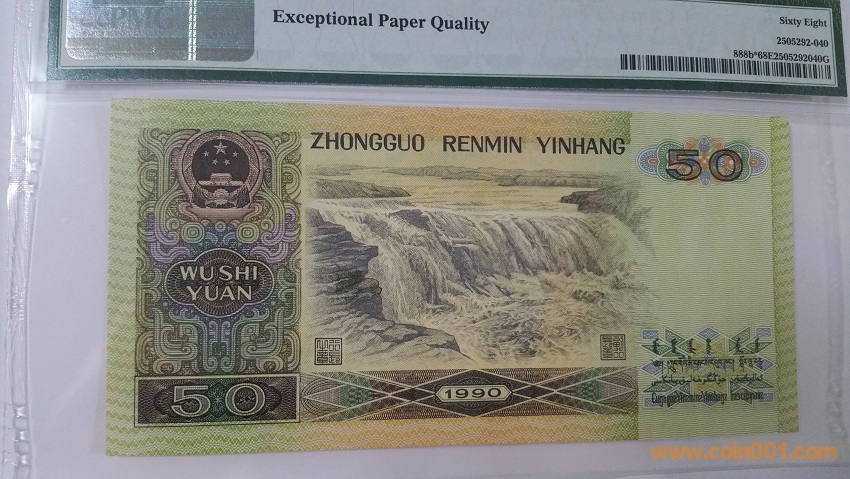 PMG
Exceptional Paper Quality
Sixty Eight
2505292-040
888b*68E2505292040G
ZHONGGUO RENMIN YINHANG
50
WU SHI
YUAN
50
1990
www.coin001.com